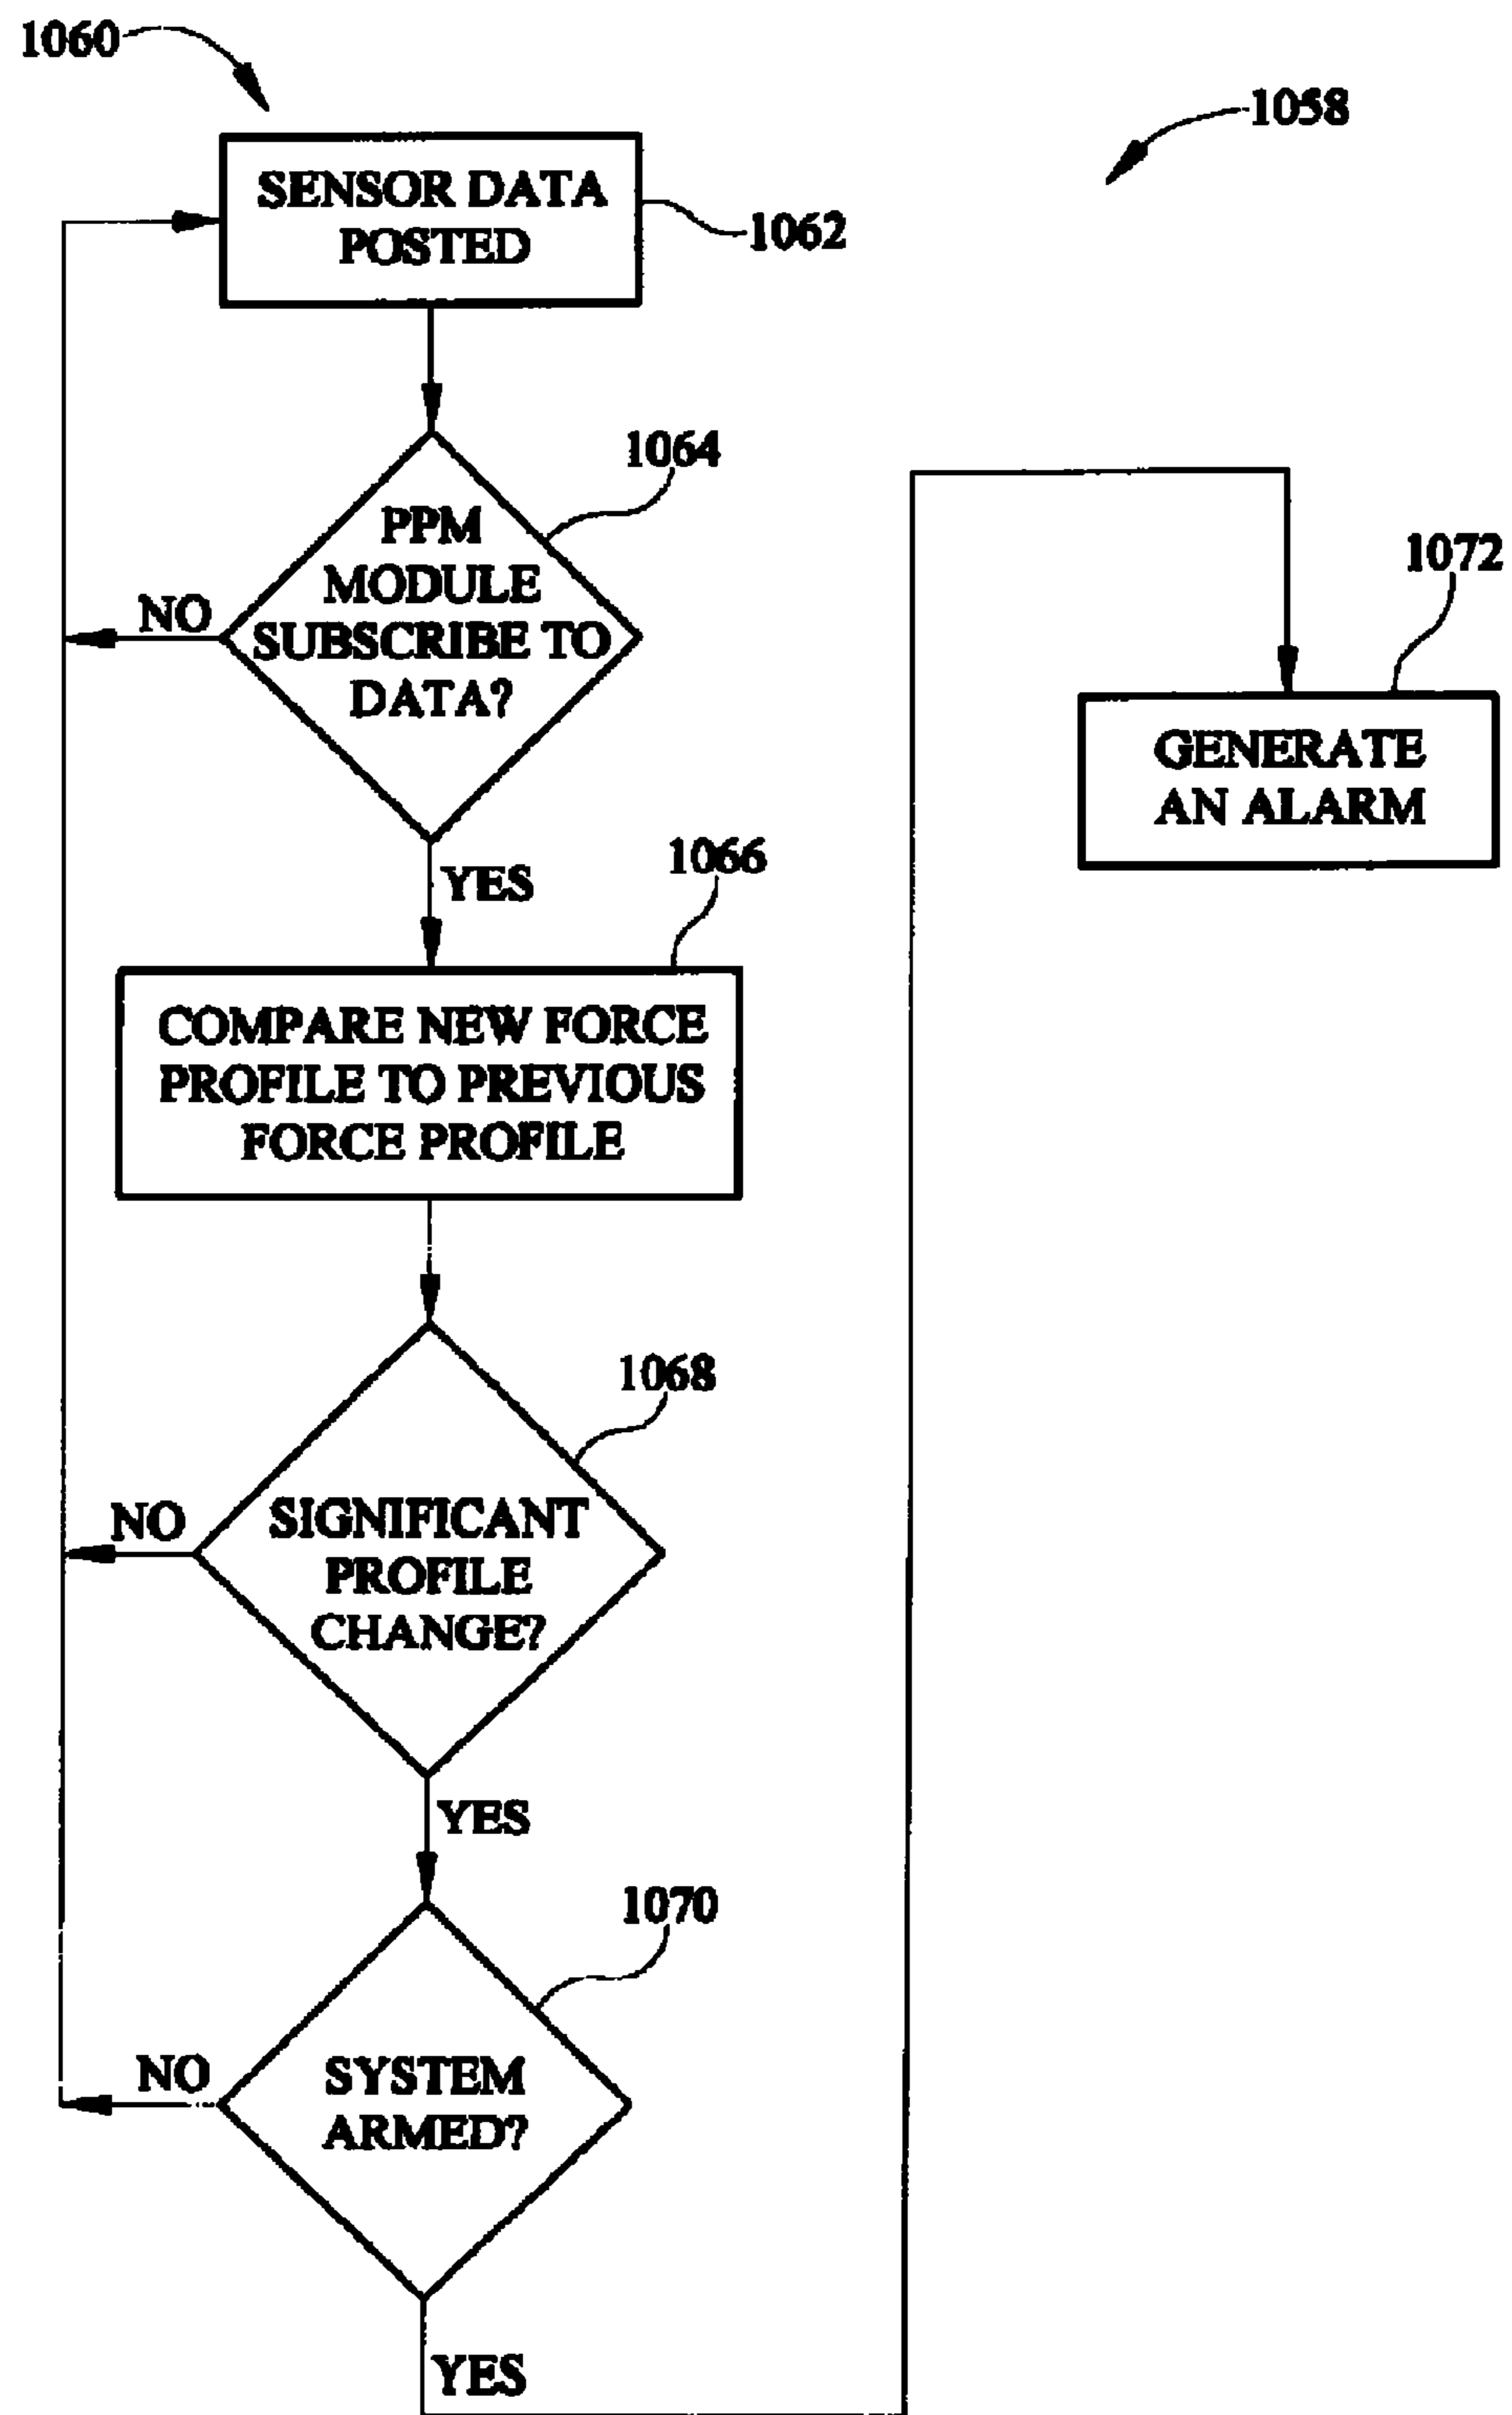 1060
1058
SENSOR DATA
POSTED
1062
1064
PPM
MODULE
SUBSCRIBE TO
DATA?
NO
YES
1066
COMPARE NEW FORCE
PROFILE TO PREVIOUS
FORCE PROFILE
1068
SIGNIFICANT
PROFILE
CHANGE?
NO
YES
1070
SYSTEM
ARMED?
NO
YES
1072
GENERATE
AN ALARM